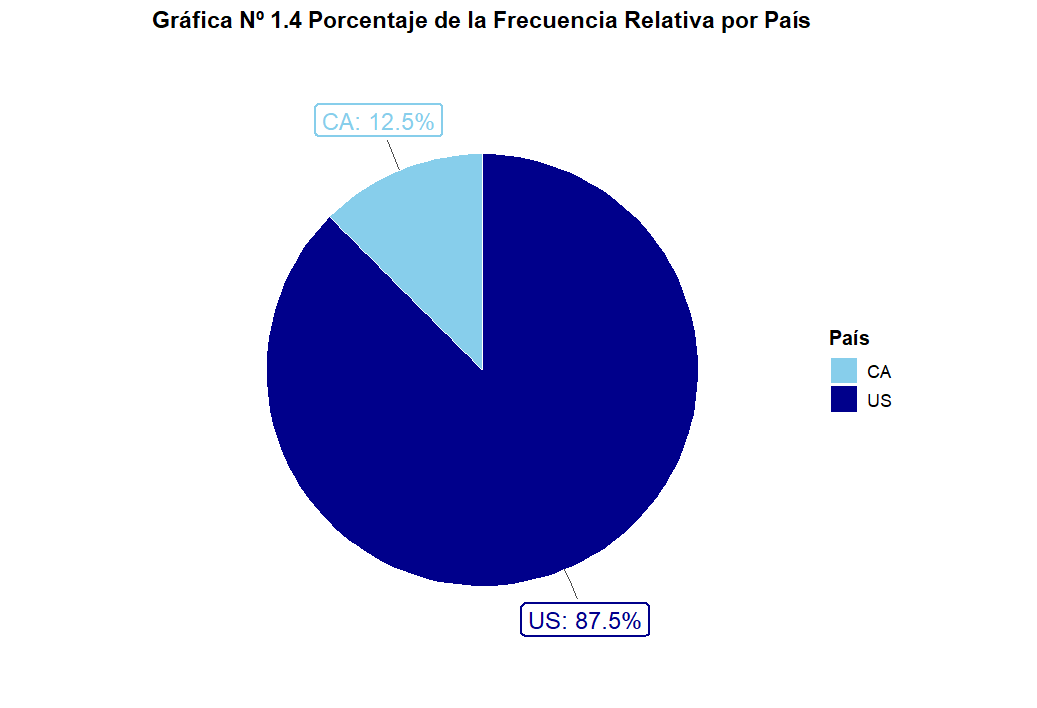 Gráfica Nº 1.4 Porcentaje de la Frecuencia Relativa por País
CA: 12.5%
País
CA
US
US: 87.5%